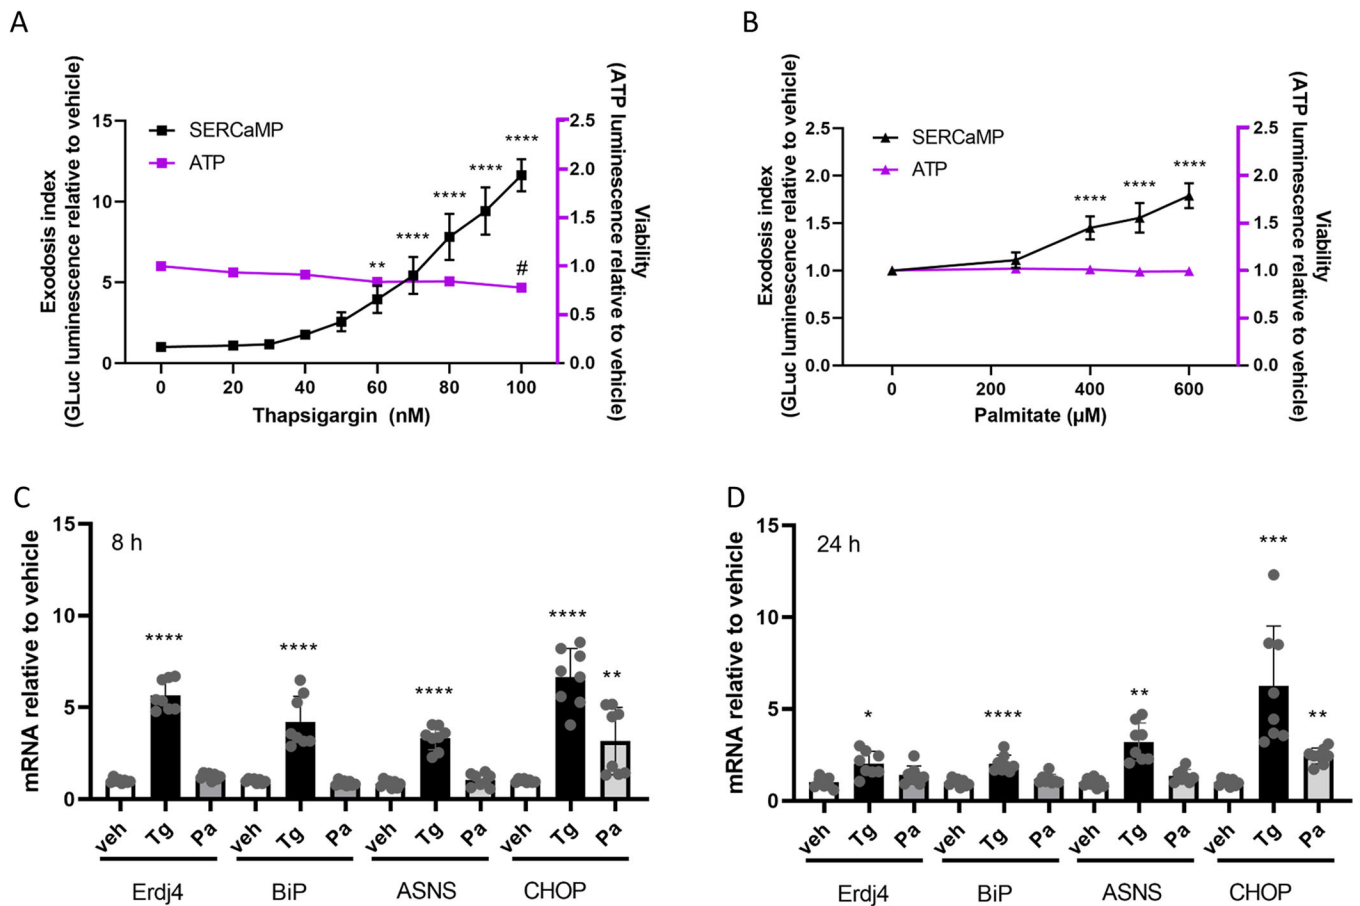 A
Exodosis index
(GLuc luminescence relative to vehicle)
15
10
5
0
SERCaMP
ATP
**
****
****
****
****
#
2.5
2.0
1.5
1.0
0.5
0.0
Viability
(ATP luminescence relative to vehicle)
0 20 40 60 80 100
Thapsigargin (nM)
B
Exodosis index
(GLuc luminescence relative to vehicle)
2.5
2.0
1.5
1.0
0.5
0.0
SERCaMP
ATP
****
****
****
2.5
2.0
1.5
1.0
0.5
0.0
Viability
(ATP luminescence relative to vehicle)
0 200 400 600
Palmitate (µM)
C
mRNA relative to vehicle
15
10
5
0
8 h
****
****
****
****
**
veh Tg Pa veh Tg Pa veh Tg Pa veh Tg Pa
Erdj4 BiP ASNS CHOP
D
mRNA relative to vehicle
15
10
5
0
24 h
*
****
**
***
**
veh Tg Pa veh Tg Pa veh Tg Pa veh Tg Pa
Erdj4 BiP ASNS CHOP